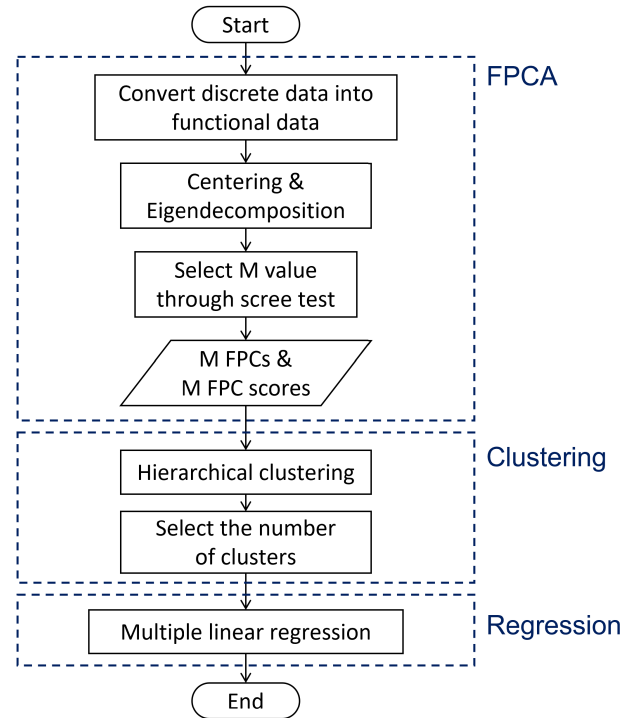 Start
FPCA
Convert discrete data into
functional data
Centering &
Eigendecomposition
Select M value
through scree test
M FPCs &
M FPC scores
Clustering
Hierarchical clustering
Select the number
of clusters
Regression
Multiple linear regression
End